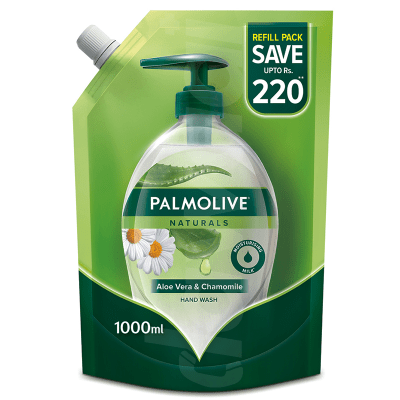 REFILL PACK
SAVE
UPTO Rs.
220**
PALMOLIVE
NATURALS
MOISTURISING
MILK
Aloe Vera & Chamomile
HAND WASH
1000ml